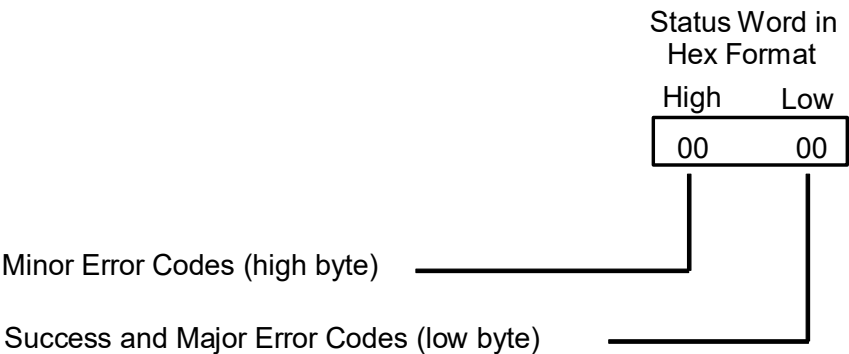 Status Word in
Hex Format
High Low
00 00
Minor Error Codes (high byte)
Success and Major Error Codes (low byte)